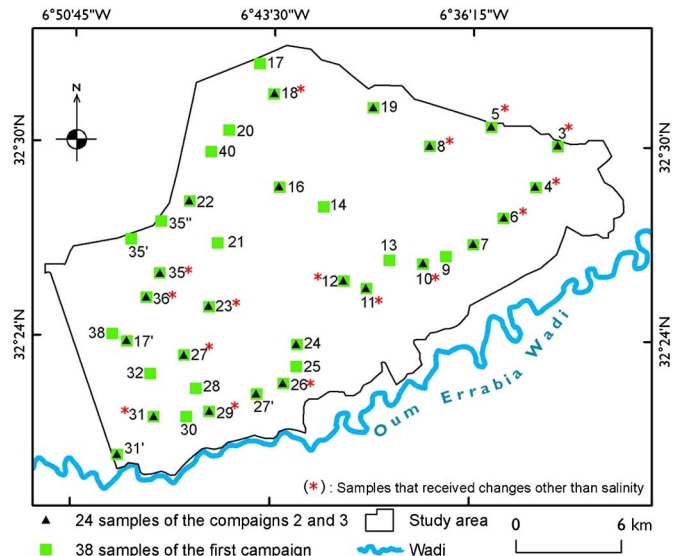 6°50'45"W 6°43'30"W 6°36'15"W
17
N
18 *
19
5 *
3 *
32°30'N
20
8 *
32°30'N
40
16
4 *
22
14
6 *
35"
35'
21
13
7
9
35 *
* 12
10 *
36 *
11 *
23 *
38
17'
24
32°24'N
32°24'N
27 *
32
25
28
26 *
27'
* 31
30
29 *
31'
Oum Errabia Wadi
(*) : Samples that received changes other than salinity
24 samples of the compaigns 2 and 3
Study area
0 6 km
38 samples of the first campaign
Wadi